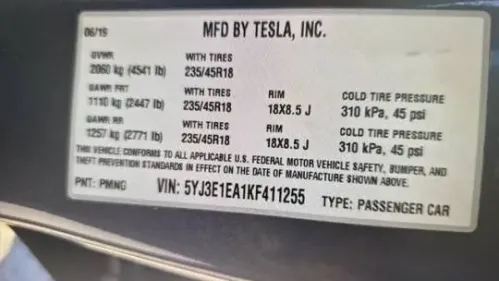 06/19 MFD BY TESLA, INC.
GVWR WITH TIRES
2060 kg (4541 lb) 235/45R18
GAWR FRT WITH TIRES RIM COLD TIRE PRESSURE
1110 kg (2447 lb) 235/45R18 18X8.5 J 310 kPa, 45 psi
GAWR RR WITH TIRES RIM COLD TIRE PRESSURE
1257 kg (2771 lb) 235/45R18 18X8.5 J 310 kPa, 45 psi
THIS VEHICLE CONFORMS TO ALL APPLICABLE U.S. FEDERAL MOTOR VEHICLE SAFETY, BUMPER, AND
THEFT PREVENTION STANDARDS IN EFFECT ON THE DATE OF MANUFACTURE SHOWN ABOVE.
PNT: PMNG VIN: 5YJ3E1EA1KF411255 TYPE: PASSENGER CAR